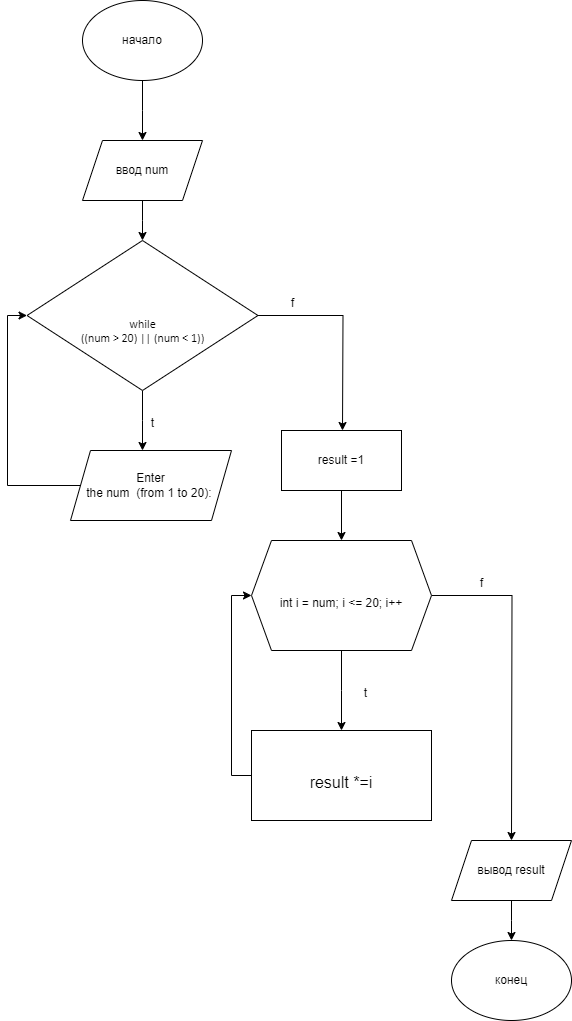 начало
ввод num
while
((num > 20) || (num < 1))
f
t
Enter
the num  (from 1 to 20):
result =1
int i = num; i <= 20; i++
f
t
result *=i
вывод result
конец